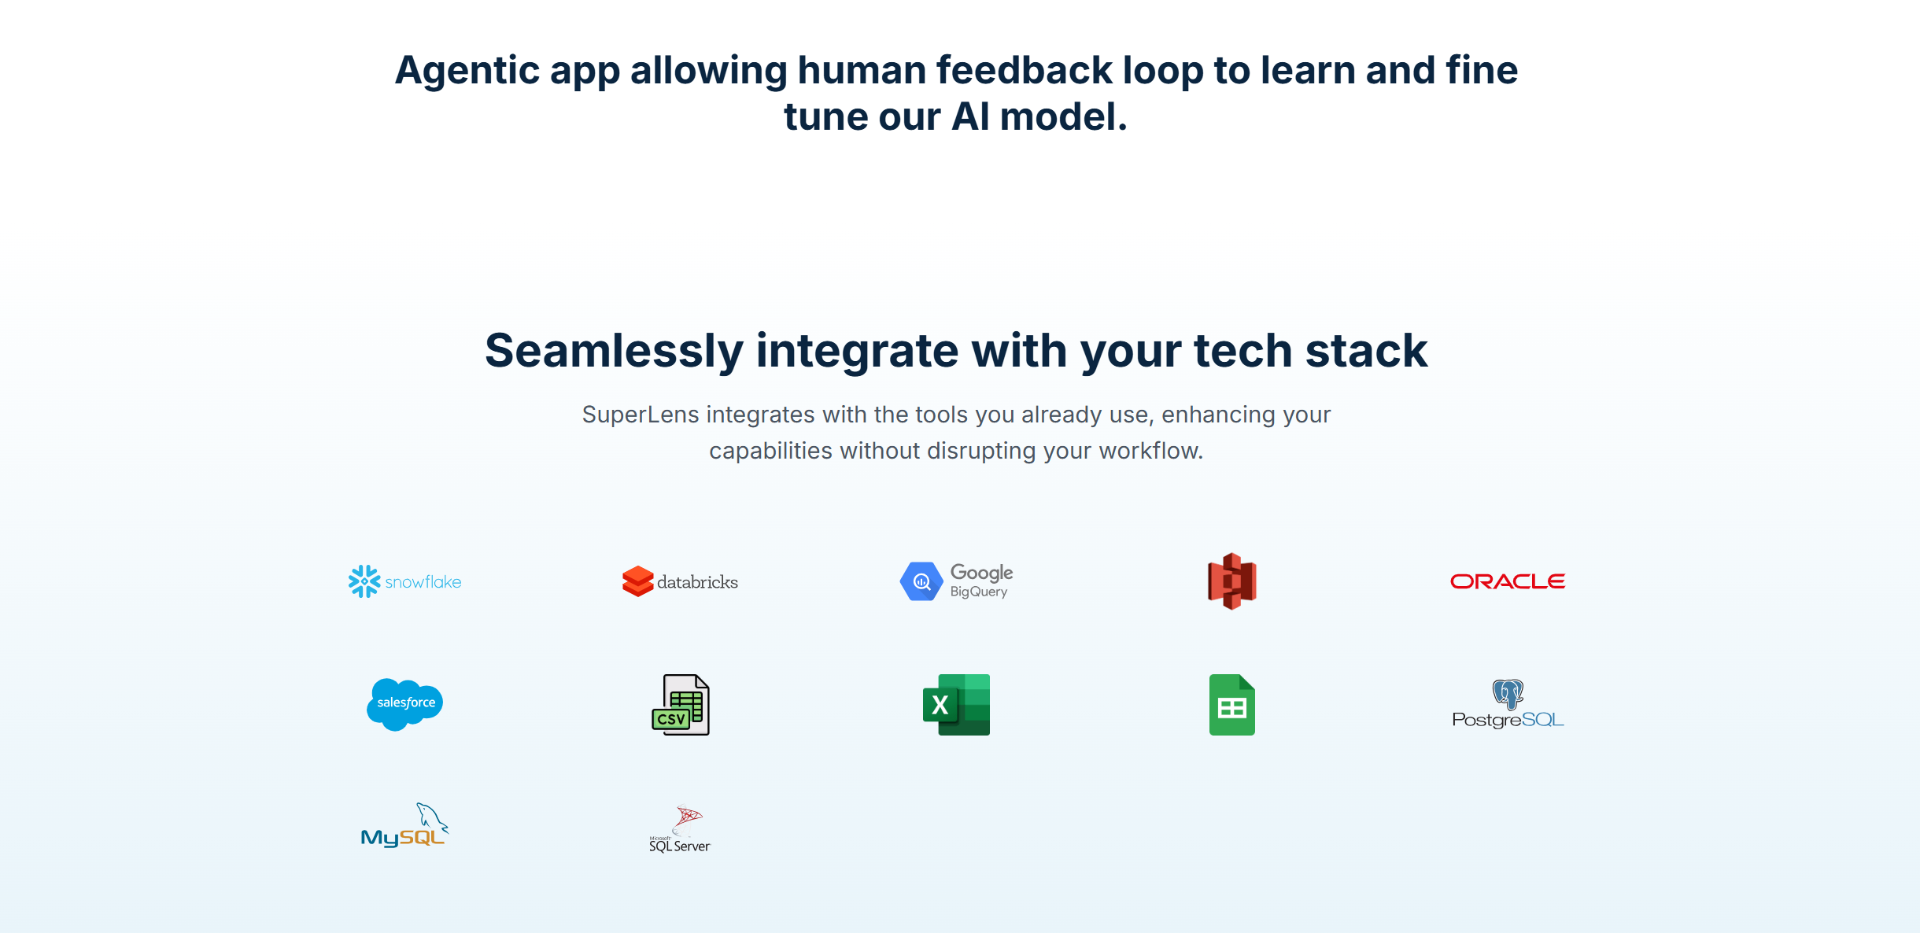 Agentic app allowing human feedback loop to learn and fine
tune our AI model.
Seamlessly integrate with your tech stack
SuperLens integrates with the tools you already use, enhancing your
capabilities without disrupting your workflow.
snowflake
databricks
Google
BigQuery
ORACLE
salesforce
CSV
X
PostgreSQL
MySQL
Microsoft
SQL Server